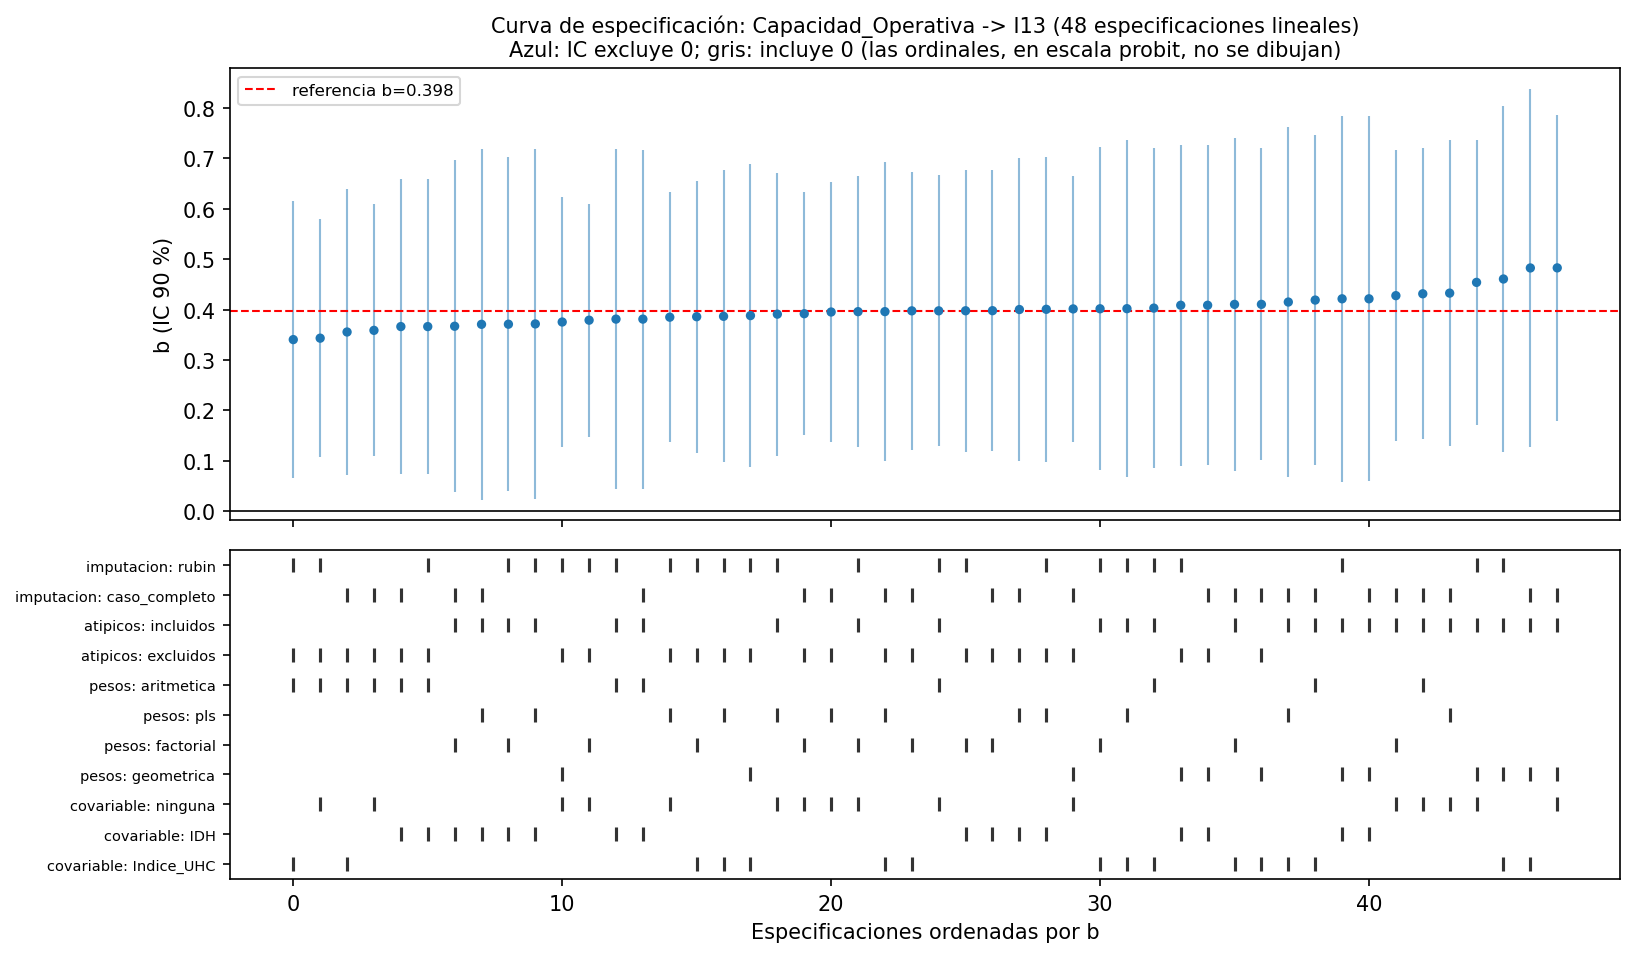 Curva de especificación: Capacidad_Operativa -> I13 (48 especificaciones lineales)
Azul: IC excluye 0; gris: incluye 0 (las ordinales, en escala probit, no se dibujan)
referencia b=0.398
b (IC 90 %)
0.8
0.7
0.6
0.5
0.4
0.3
0.2
0.1
0.0
imputacion: rubin
imputacion: caso_completo
atipicos: incluidos
atipicos: excluidos
pesos: aritmetica
pesos: pls
pesos: factorial
pesos: geometrica
covariable: ninguna
covariable: IDH
covariable: Indice_UHC
0 10 20 30 40
Especificaciones ordenadas por b